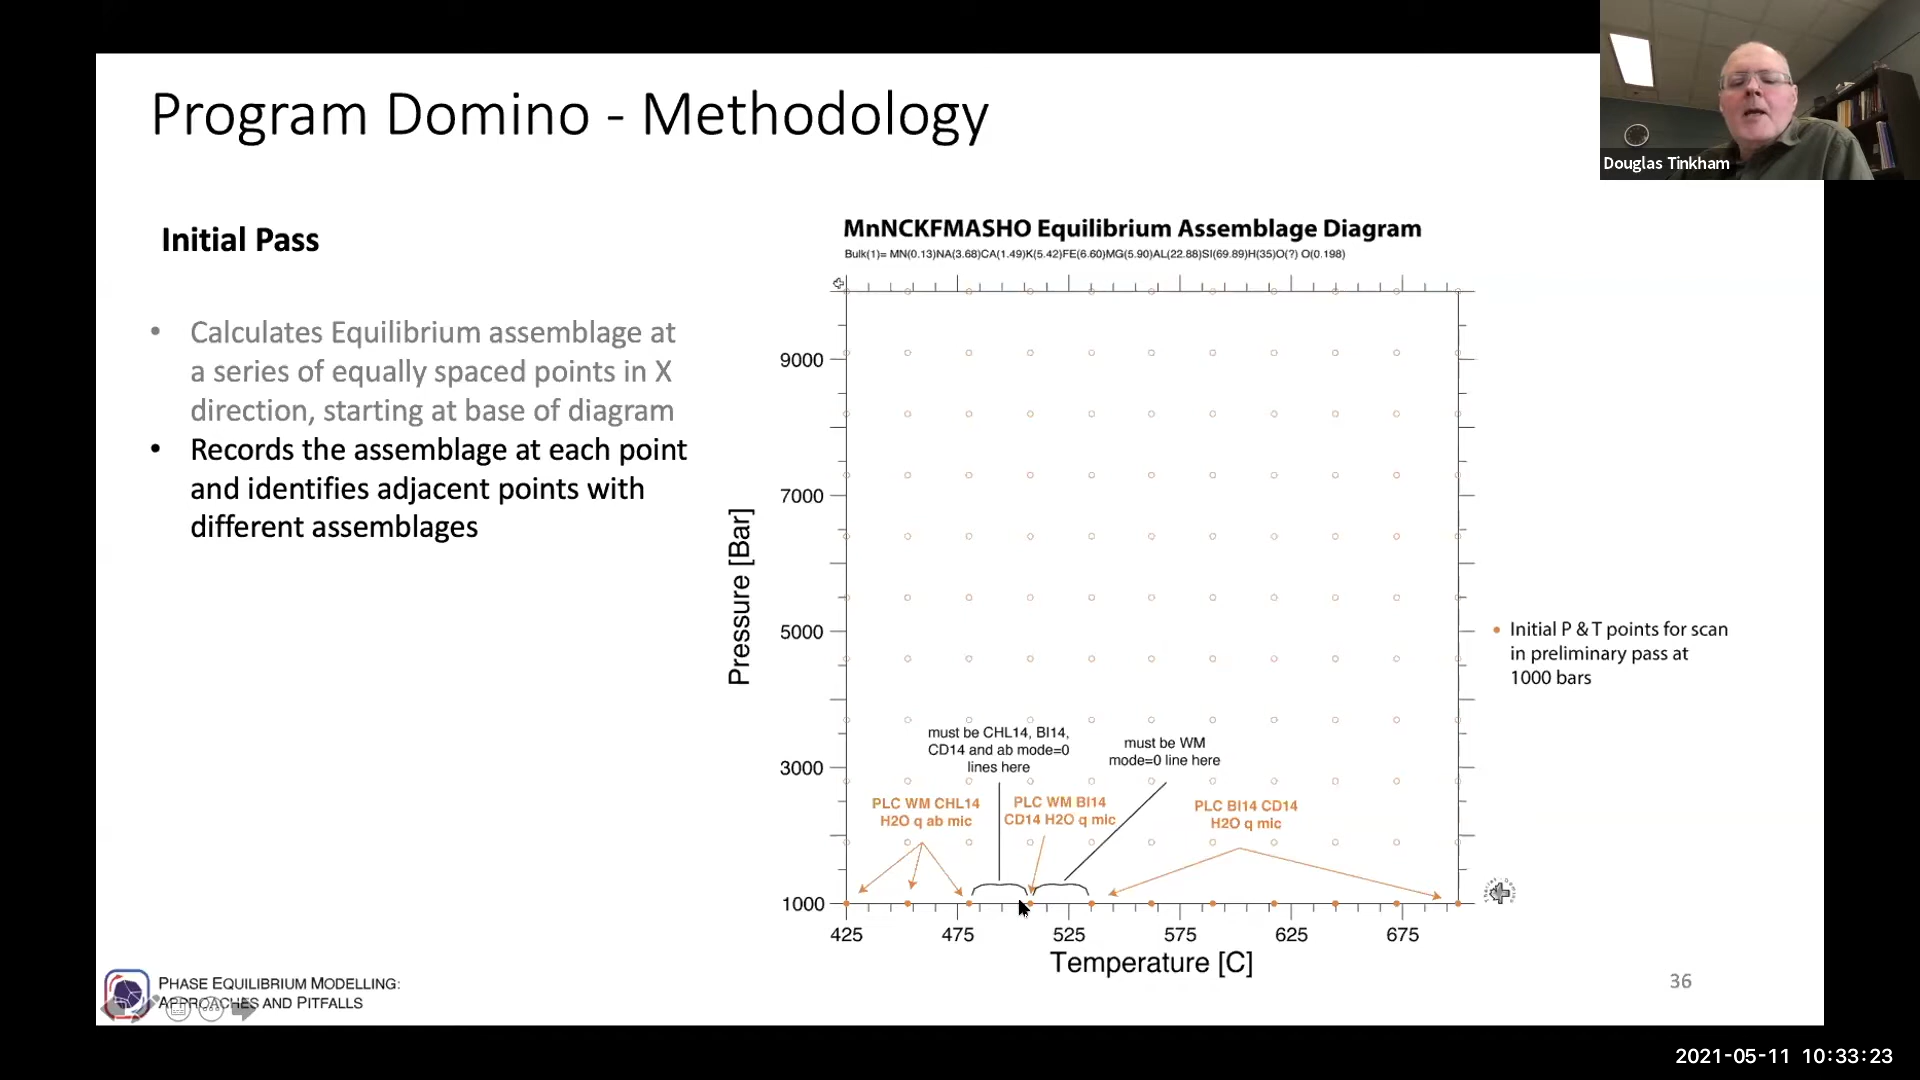 Program Domino - Methodology
Douglas Tinkham
Initial Pass
• Calculates Equilibrium assemblage at
a series of equally spaced points in X
direction, starting at base of diagram
• Records the assemblage at each point
and identifies adjacent points with
different assemblages
MnNCKFMASHO Equilibrium Assemblage Diagram
Bulk(1)= MN(0.13)NA(3.68)CA(1.49)K(5.42)FE(6.60)MG(5.90)AL(22.88)SI(69.89)H(35)O(?) O(0.198)
9000
7000
5000
3000
1000
Pressure [Bar]
must be CHL14, BI14,
CD14 and ab mode=0
lines here
must be WM
mode=0 line here
PLC WM CHL14
H2O q ab mic
PLC WM BI14
CD14 H2O q mic
PLC BI14 CD14
H2O q mic
425 475 525 575 625 675
Temperature [C]
• Initial P & T points for scan
in preliminary pass at
1000 bars
PHASE EQUILIBRIUM MODELLING:
APPROACHES AND PITFALLS
36
2021-05-11 10:33:23